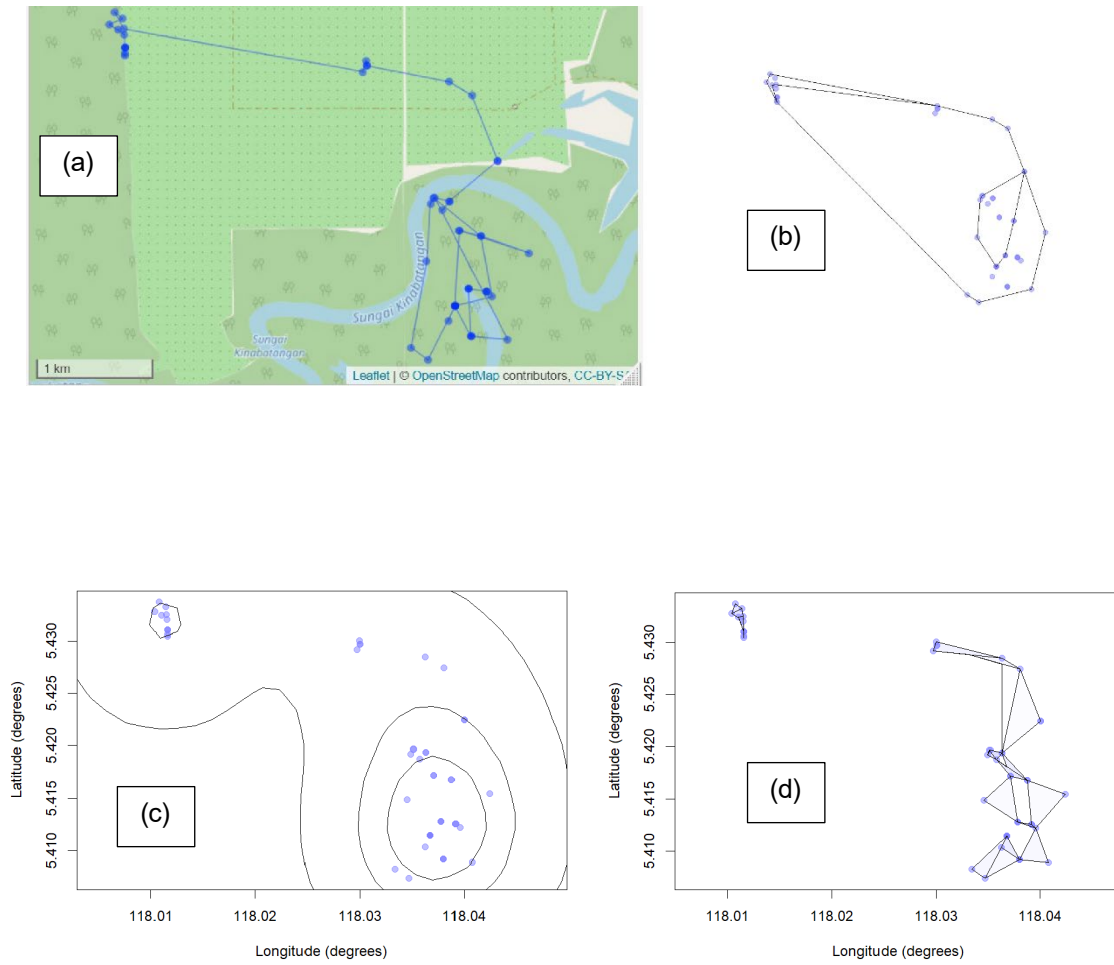 (a)
(b)
Sungai Kinabatangan
Sungai
Kinabatangan
1 km
Leaflet | © OpenStreetMap contributors, CC-BY-S
(c)
(d)
Latitude (degrees)
5.430
5.425
5.420
5.415
5.410
118.01 118.02 118.03 118.04
Longitude (degrees)
Latitude (degrees)
5.430
5.425
5.420
5.415
5.410
118.01 118.02 118.03 118.04
Longitude (degrees)